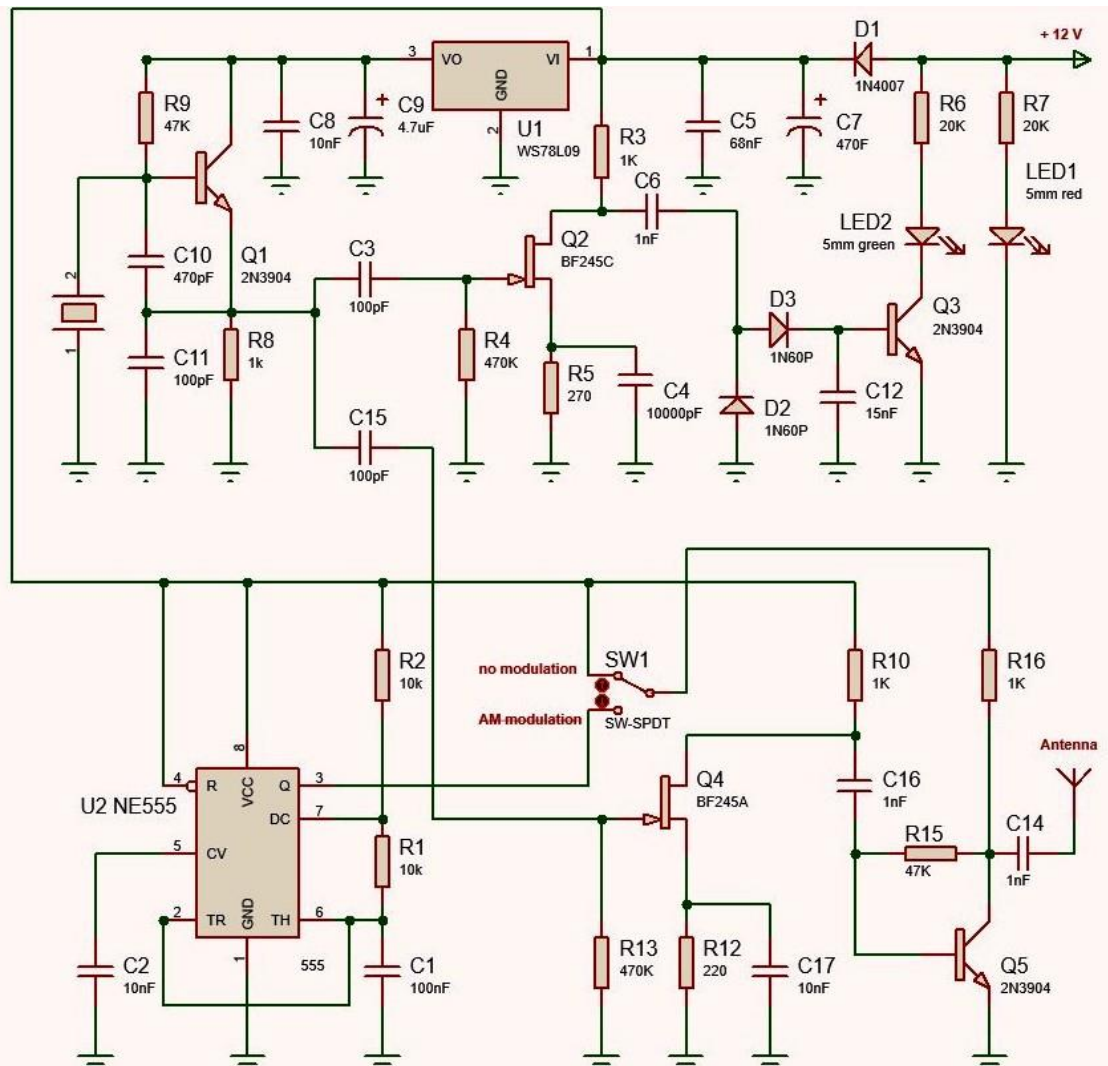 + 12 V
D1
1N4007
3
VO
VI
1
GND
2
U1
WS78L09
R9
47K
C8
10nF
+
C9
4.7uF
R3
1K
C5
68nF
+
C7
470F
R6
20K
R7
20K
LED1
5mm red
C6
1nF
LED2
5mm green
C10
470pF
Q1
2N3904
C3
100pF
Q2
BF245C
D3
1N60P
Q3
2N3904
2
1
C11
100pF
R8
1k
R4
470K
R5
270
C4
10000pF
D2
1N60P
C12
15nF
C15
100pF
R2
10k
no modulation
SW1
AM modulation
SW-SPDT
R10
1K
R16
1K
Antenna
8
4
R
VCC
Q
3
U2 NE555
DC
7
5
CV
R1
10k
2
TR
GND
TH
6
1
555
C2
10nF
C1
100nF
Q4
BF245A
C16
1nF
R15
47K
C14
1nF
R13
470K
R12
220
C17
10nF
Q5
2N3904